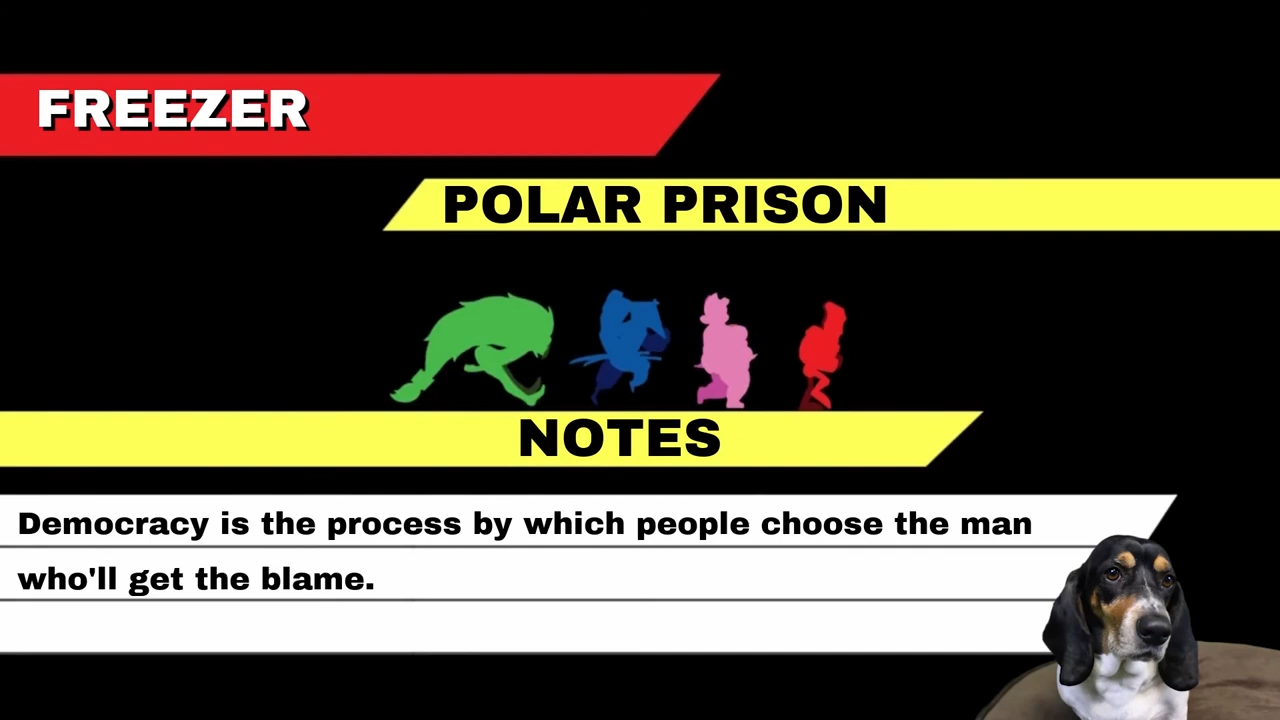 FREEZER
POLAR PRISON
NOTES
Democracy is the process by which people choose the man
who'll get the blame.